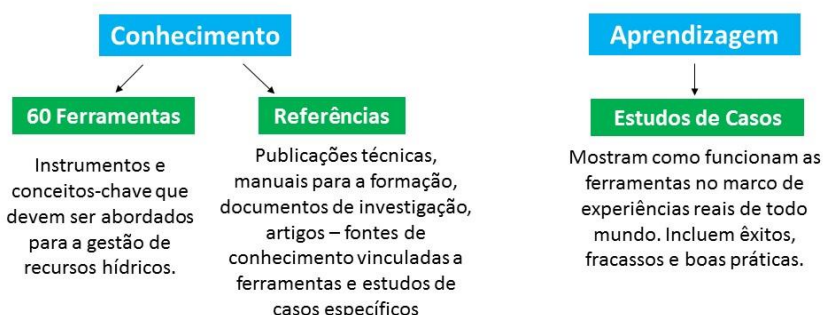 Conhecimento
60 Ferramentas
Instrumentos e
conceitos-chave que
devem ser abordados
para a gestão de
recursos hídricos.
Referências
Publicações técnicas,
manuais para a formação,
documentos de investigação,
artigos – fontes de
conhecimento vinculadas a
ferramentas e estudos de
casos específicos
Aprendizagem
Estudos de Casos
Mostram como funcionam as
ferramentas no marco de
experiências reais de todo
mundo. Incluem êxitos,
fracassos e boas práticas.